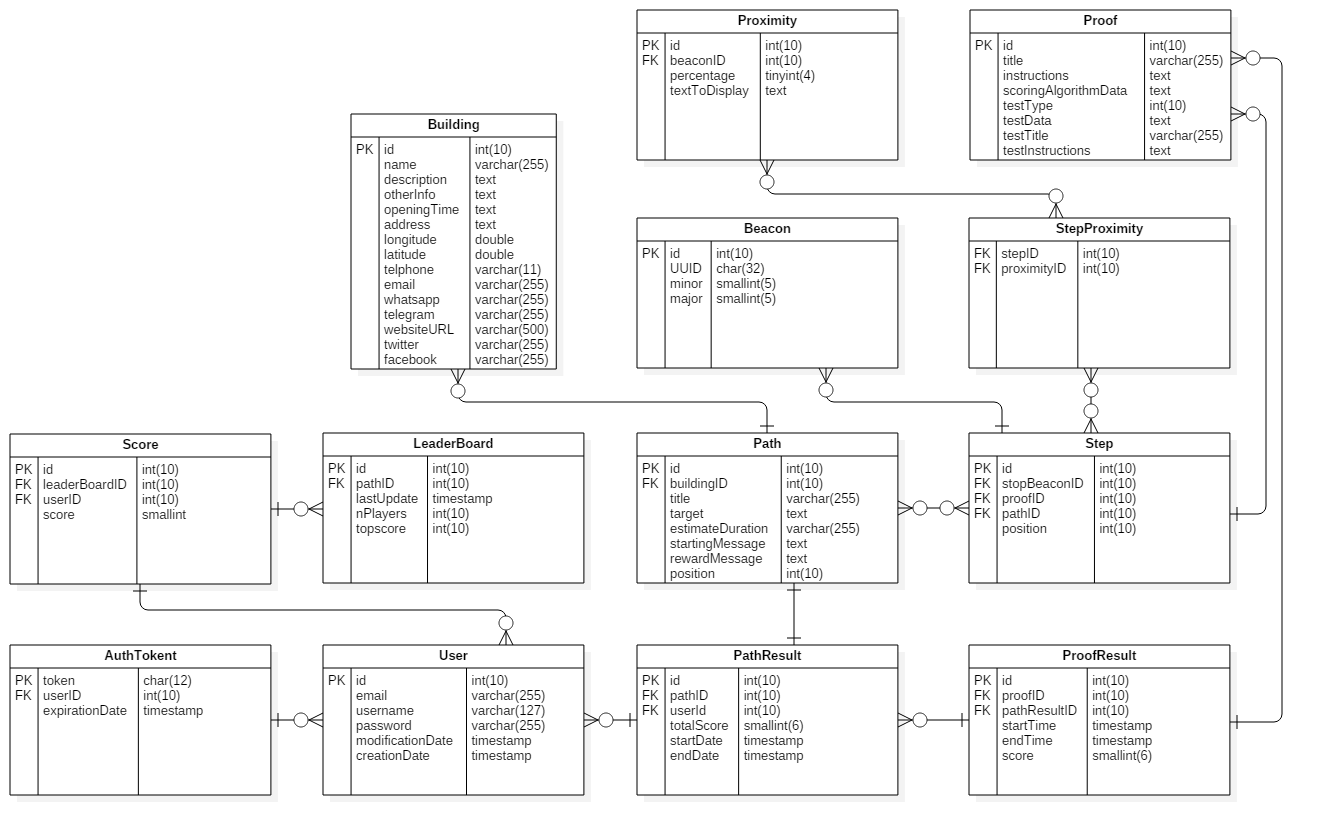 Proximity
PK id int(10)
FK beaconID int(10)
percentage tinyint(4)
textToDisplay text
Proof
PK id int(10)
title varchar(255)
instructions text
scoringAlgorithmData text
testType int(10)
testData text
testTitle varchar(255)
testInstructions text
Building
PK id int(10)
name varchar(255)
description text
otherInfo text
openingTime text
address text
longitude double
latitude double
telphone varchar(11)
email varchar(255)
whatsapp varchar(255)
telegram varchar(255)
websiteURL varchar(500)
twitter varchar(255)
facebook varchar(255)
Beacon
PK id int(10)
UUID char(32)
minor smallint(5)
major smallint(5)
StepProximity
FK stepID int(10)
FK proximityID int(10)
Score
PK id int(10)
FK leaderBoardID int(10)
FK userID int(10)
score smallint
LeaderBoard
PK id int(10)
FK pathID int(10)
lastUpdate timestamp
nPlayers int(10)
topscore int(10)
Path
PK id int(10)
FK buildingID int(10)
title varchar(255)
target text
estimateDuration varchar(255)
startingMessage text
rewardMessage text
position int(10)
Step
PK id int(10)
FK stopBeaconID int(10)
FK proofID int(10)
FK pathID int(10)
position int(10)
AuthTokent
PK token char(12)
FK userID int(10)
expirationDate timestamp
User
PK id int(10)
email varchar(255)
username varchar(127)
password varchar(255)
modificationDate timestamp
creationDate timestamp
PathResult
PK id int(10)
FK pathID int(10)
FK userId int(10)
totalScore smallint(6)
startDate timestamp
endDate timestamp
ProofResult
PK id int(10)
FK proofID int(10)
FK pathResultID int(10)
startTime timestamp
endTime timestamp
score smallint(6)